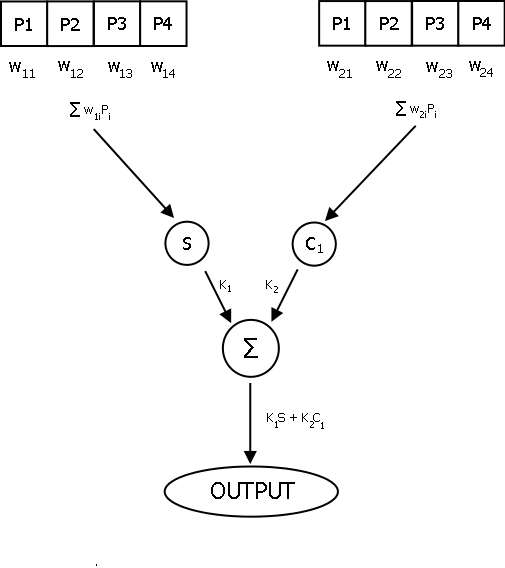 P1 P2 P3 P4 P1 P2 P3 P4
W11 W12 W13 W14 W21 W22 W23 W24
Σ w1iPi Σ w2iPi
S C1
K1 K2
Σ
K1S + K2C1
OUTPUT